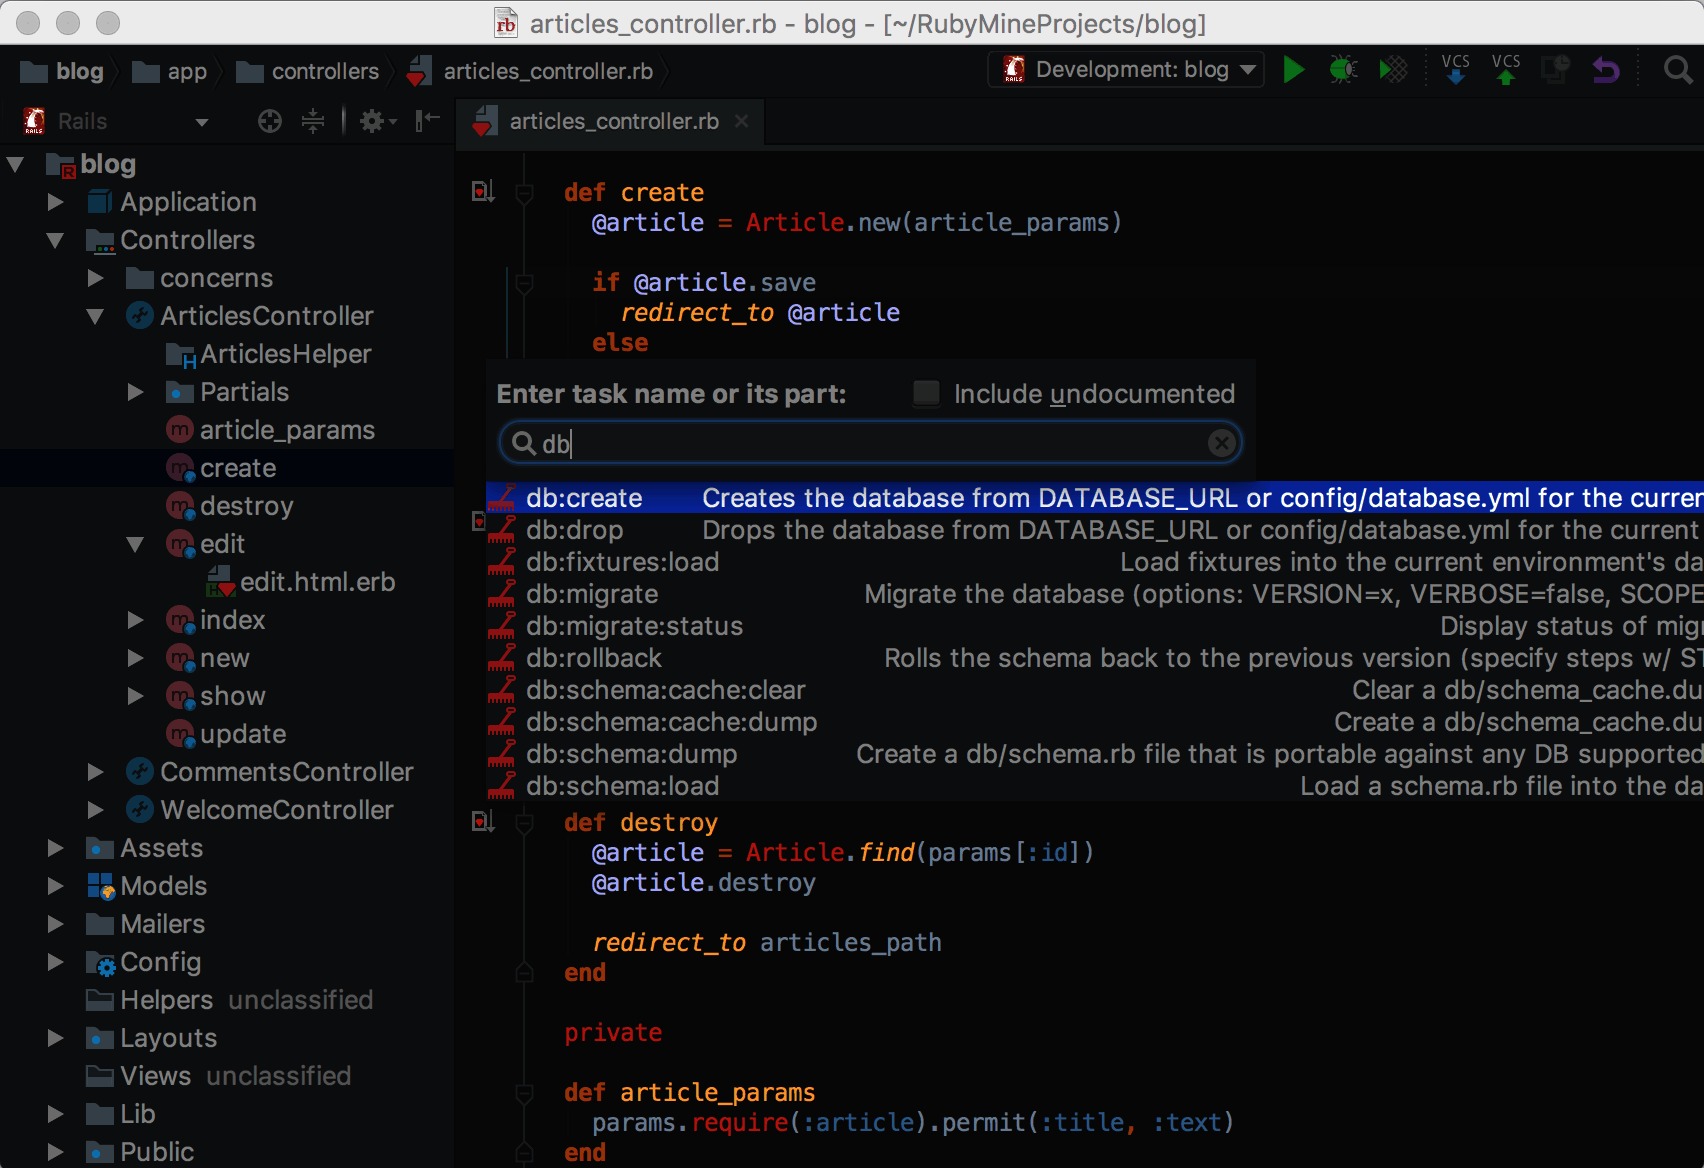 articles_controller.rb - blog - [~/RubyMineProjects/blog]
blog app controllers articles_controller.rb Development: blog VCS VCS
Rails
articles_controller.rb
blog
Application
Controllers
concerns
ArticlesController
ArticlesHelper
Partials
article_params
create
destroy
edit
edit.html.erb
index
new
show
update
CommentsController
WelcomeController
Assets
Models
Mailers
Config
Helpers unclassified
Layouts
Views unclassified
Lib
Public
def create
@article = Article.new(article_params)
if @article.save
redirect_to @article
else
Enter task name or its part: Include undocumented
db
db:create Creates the database from DATABASE_URL or config/database.yml for the curren
db:drop Drops the database from DATABASE_URL or config/database.yml for the current
db:fixtures:load Load fixtures into the current environment's da
db:migrate Migrate the database (options: VERSION=x, VERBOSE=false, SCOPE
db:migrate:status Display status of migr
db:rollback Rolls the schema back to the previous version (specify steps w/ ST
db:schema:cache:clear Clear a db/schema_cache.du
db:schema:cache:dump Create a db/schema_cache.du
db:schema:dump Create a db/schema.rb file that is portable against any DB supported
db:schema:load Load a schema.rb file into the da
def destroy
@article = Article.find(params[:id])
@article.destroy
redirect_to articles_path
end
private
def article_params
params.require(:article).permit(:title, :text)
end